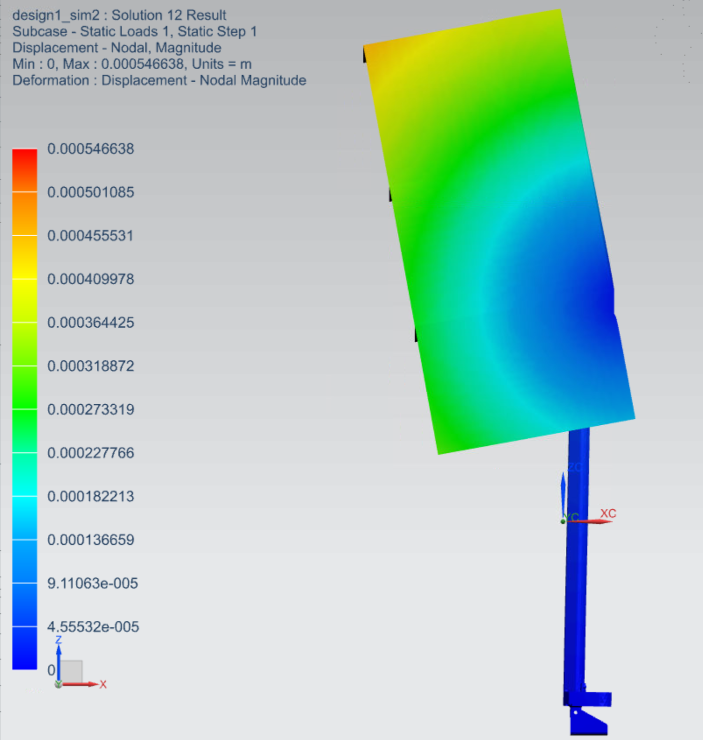 design1_sim2 : Solution 12 Result
Subcase - Static Loads 1, Static Step 1
Displacement - Nodal, Magnitude
Min : 0, Max : 0.000546638, Units = m
Deformation : Displacement - Nodal Magnitude
0.000546638
0.000501085
0.000455531
0.000409978
0.000364425
0.000318872
0.000273319
0.000227766
0.000182213
0.000136659
9.11063e-005
4.55532e-005
0
Z
X
XC